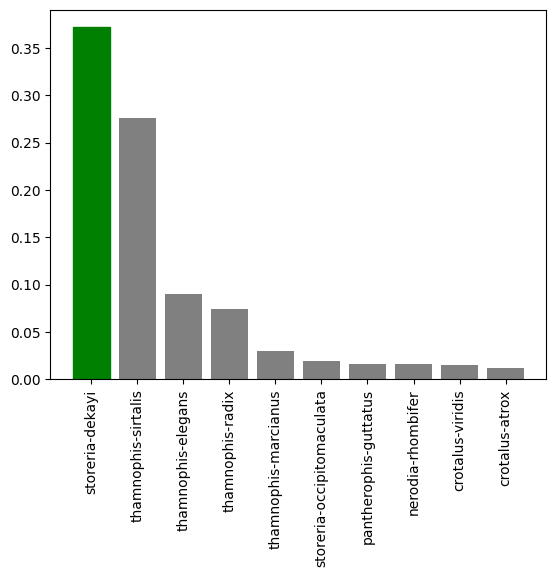 0.35
0.30
0.25
0.20
0.15
0.10
0.05
0.00
storeria-dekayi
thamnophis-sirtalis
thamnophis-elegans
thamnophis-radix
thamnophis-marcianus
storeria-occipitomaculata
pantherophis-guttatus
nerodia-rhombifer
crotalus-viridis
crotalus-atrox